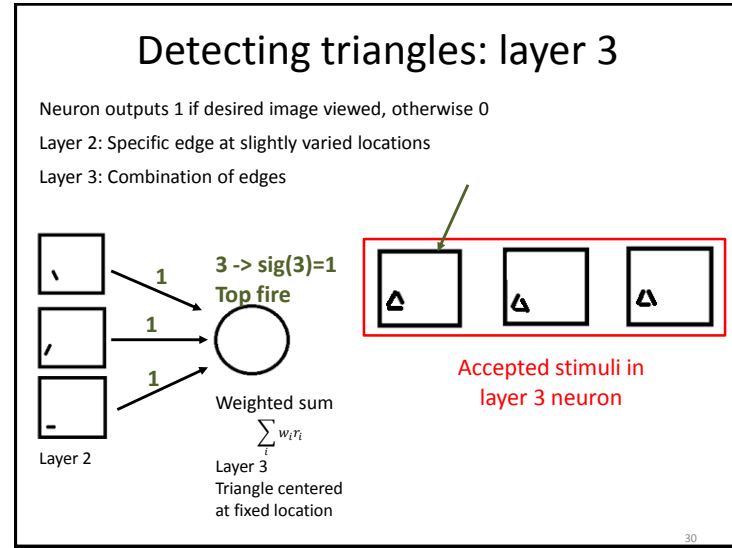 Detecting triangles: layer 3
Neuron outputs 1 if desired image viewed, otherwise 0
Layer 2: Specific edge at slightly varied locations
Layer 3: Combination of edges
1
1
1
Layer 2
3 -> sig(3)=1
Top fire
Weighted sum
∑ᵢ wᵢrᵢ
Layer 3
Triangle centered
at fixed location
Accepted stimuli in
layer 3 neuron
30